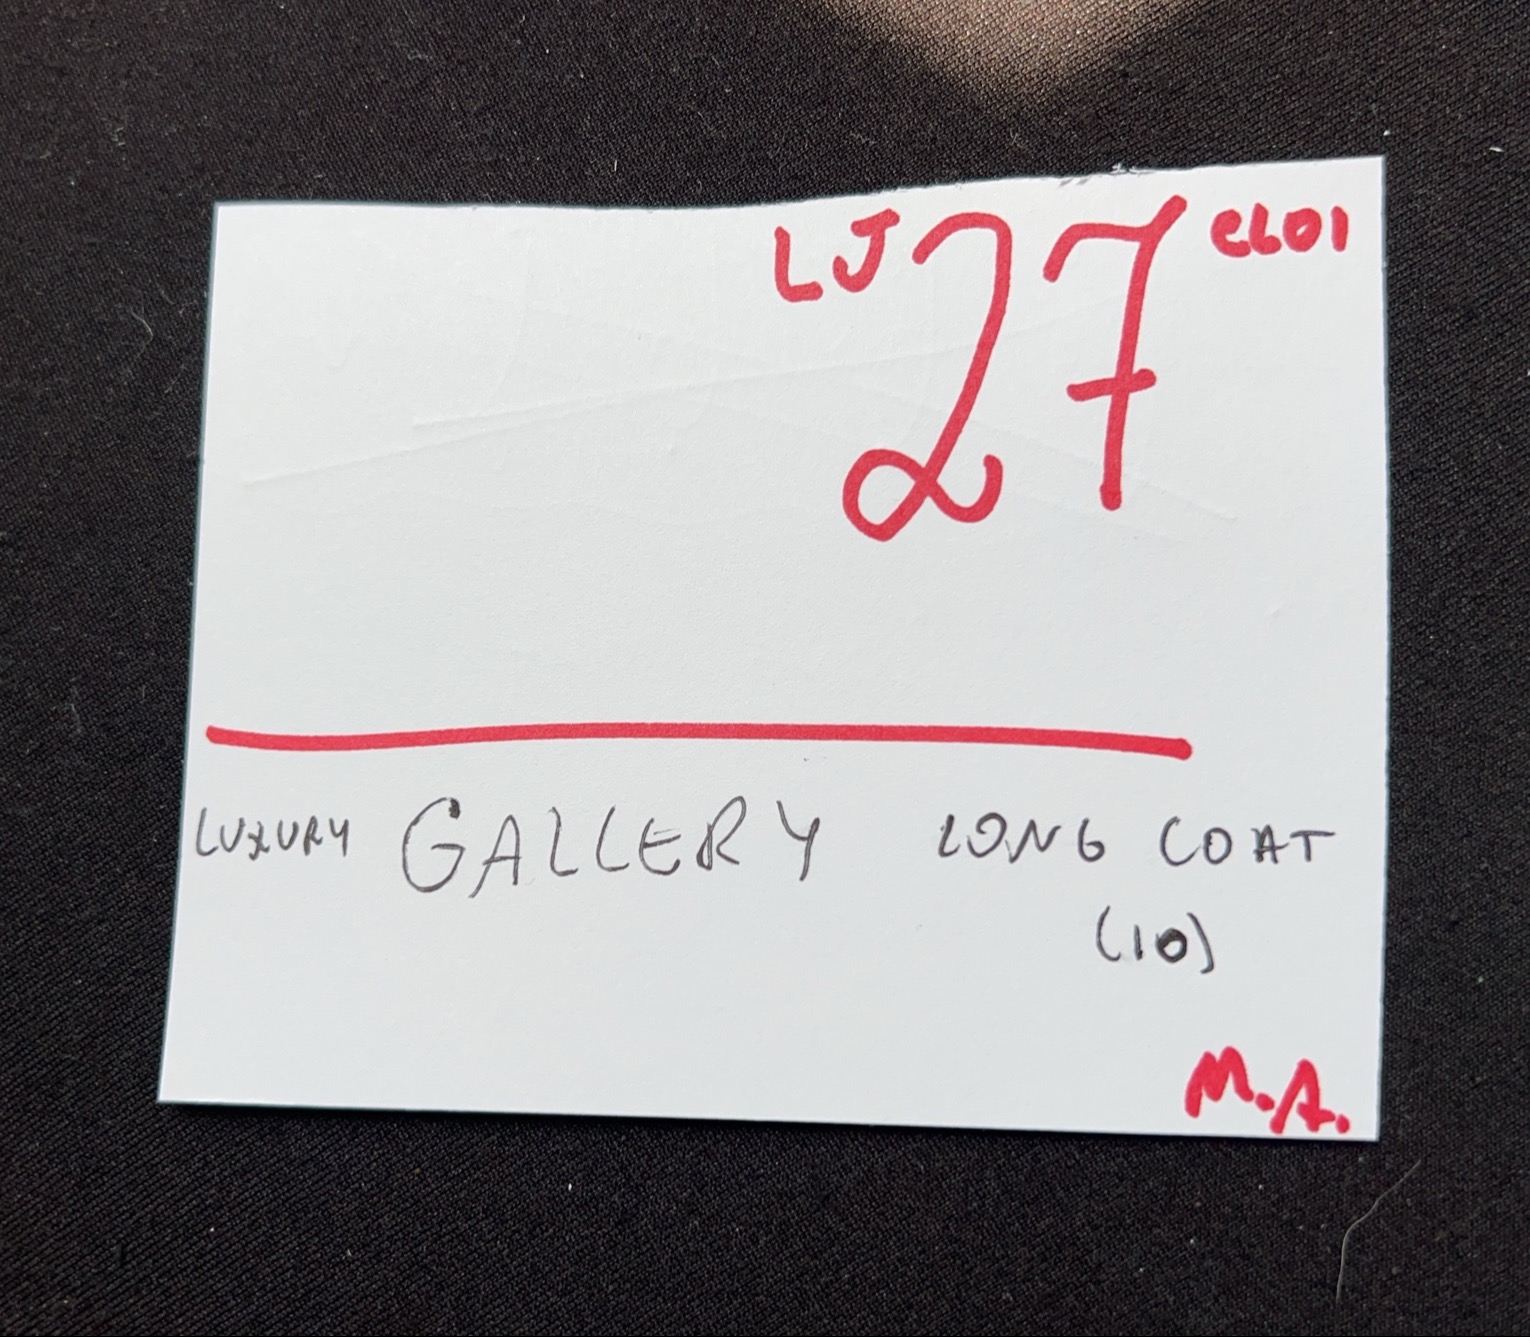 LJ 27 CL01
LUXURY GALLERY LONG COAT
(10)
M.A.